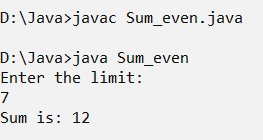 D:\Java>javac Sum_even.java
D:\Java>java Sum_even
Enter the limit:
7
Sum is: 12